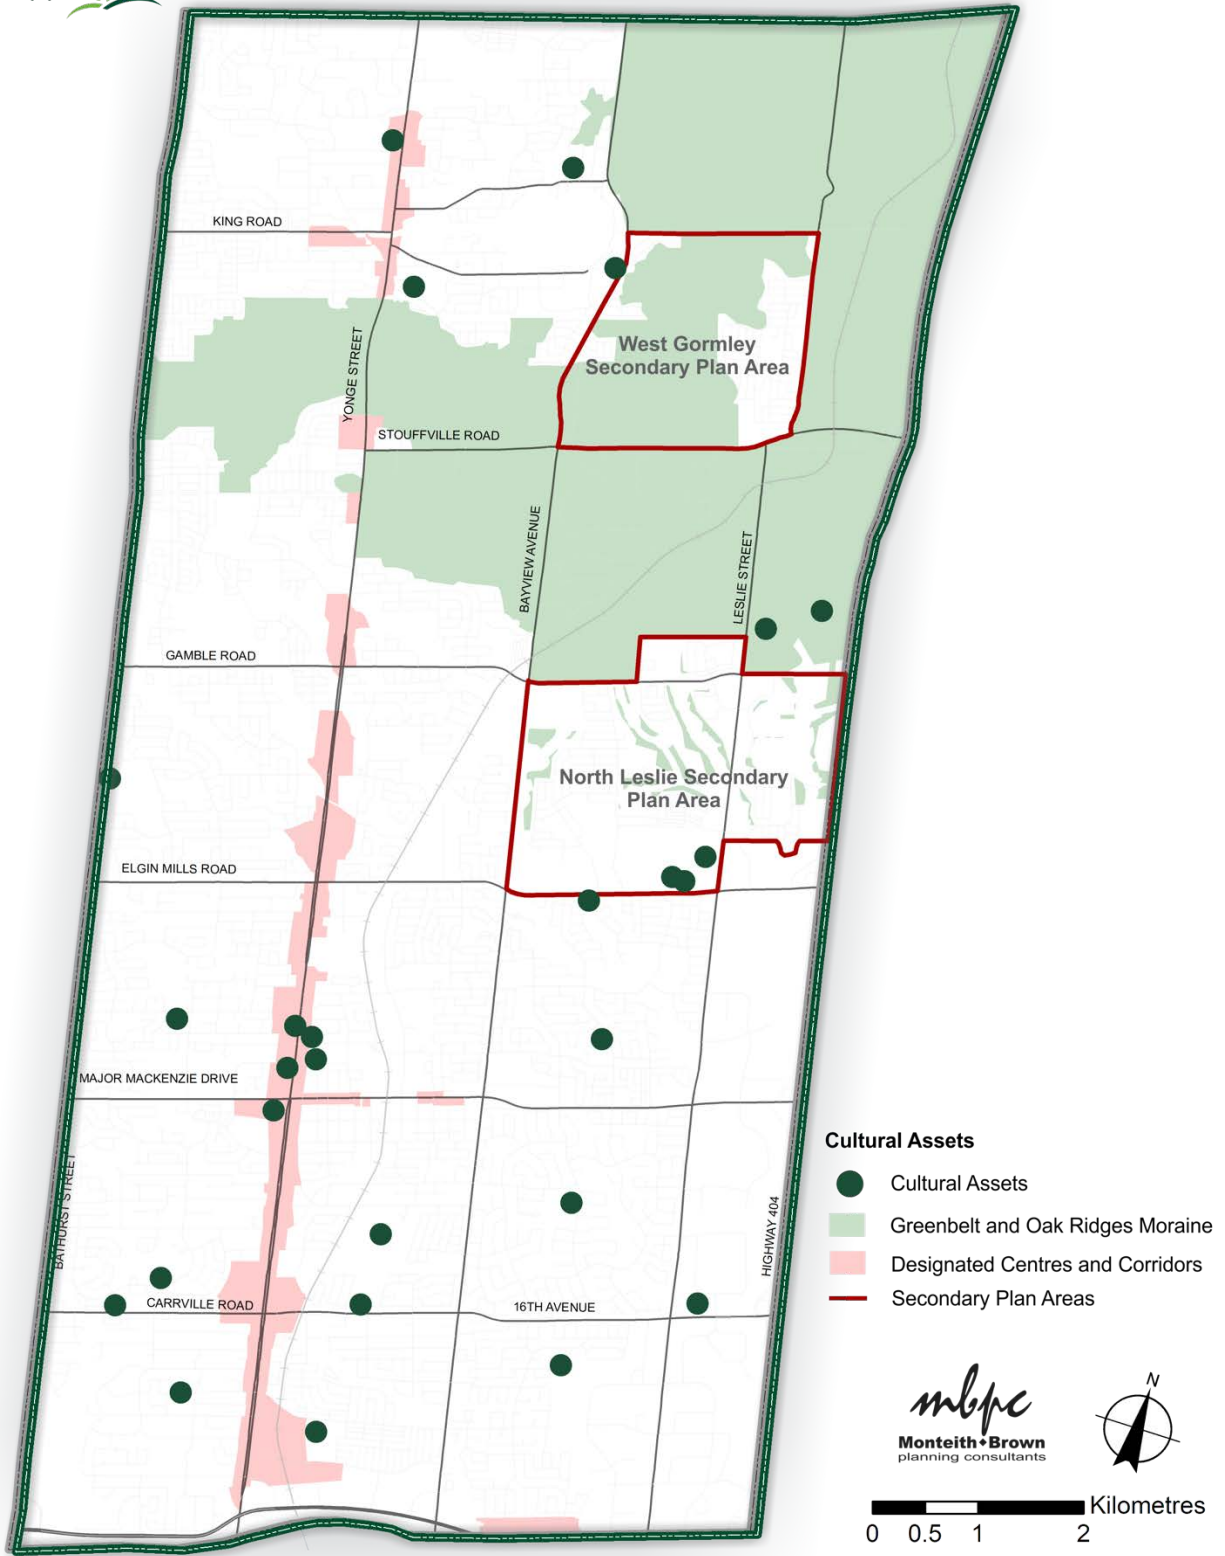 KING ROAD
West Gormley
Secondary Plan Area
YONGE STREET
STOUFFVILLE ROAD
BAYVIEW AVENUE
LESLIE STREET
GAMBLE ROAD
North Leslie Secondary
Plan Area
ELGIN MILLS ROAD
MAJOR MACKENZIE DRIVE
BATHURST STREET
HIGHWAY 404
CARRVILLE ROAD
16TH AVENUE
Cultural Assets
Cultural Assets
Greenbelt and Oak Ridges Moraine
Designated Centres and Corridors
Secondary Plan Areas
mbpc
Monteith Brown
planning consultants
N
Kilometres
0 0.5 1 2